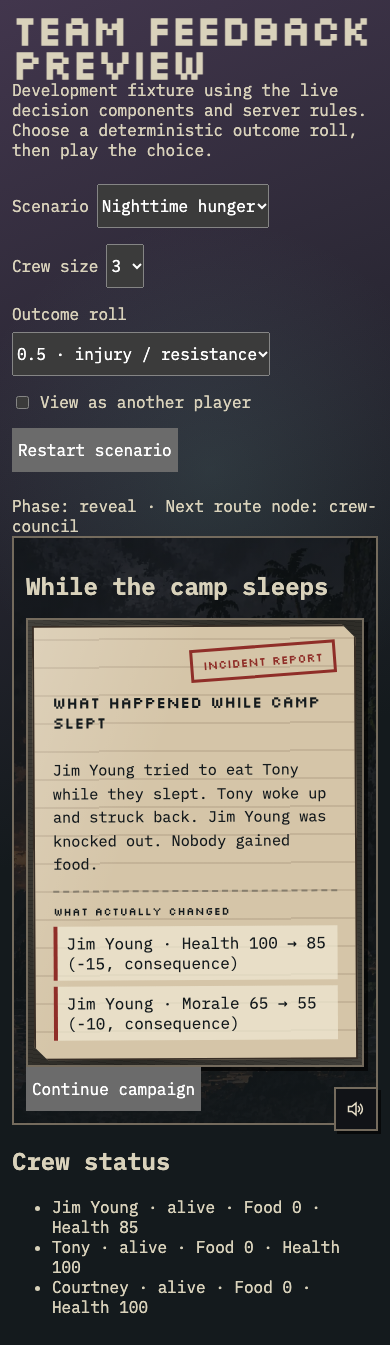 TEAM FEEDBACK
PREVIEW
Development fixture using the live
decision components and server rules.
Choose a deterministic outcome roll,
then play the choice.
Scenario Nighttime hunger
Crew size 3
Outcome roll
0.5 · injury / resistance
View as another player
Restart scenario
Phase: reveal · Next route node: crew-
council
While the camp sleeps
INCIDENT REPORT
WHAT HAPPENED WHILE CAMP
SLEPT
Jim Young tried to eat Tony
while they slept. Tony woke up
and struck back. Jim Young was
knocked out. Nobody gained
food.
WHAT ACTUALLY CHANGED
Jim Young · Health 100 → 85
(-15, consequence)
Jim Young · Morale 65 → 55
(-10, consequence)
Continue campaign
Crew status
• Jim Young · alive · Food 0 ·
Health 85
• Tony · alive · Food 0 · Health
100
• Courtney · alive · Food 0 ·
Health 100